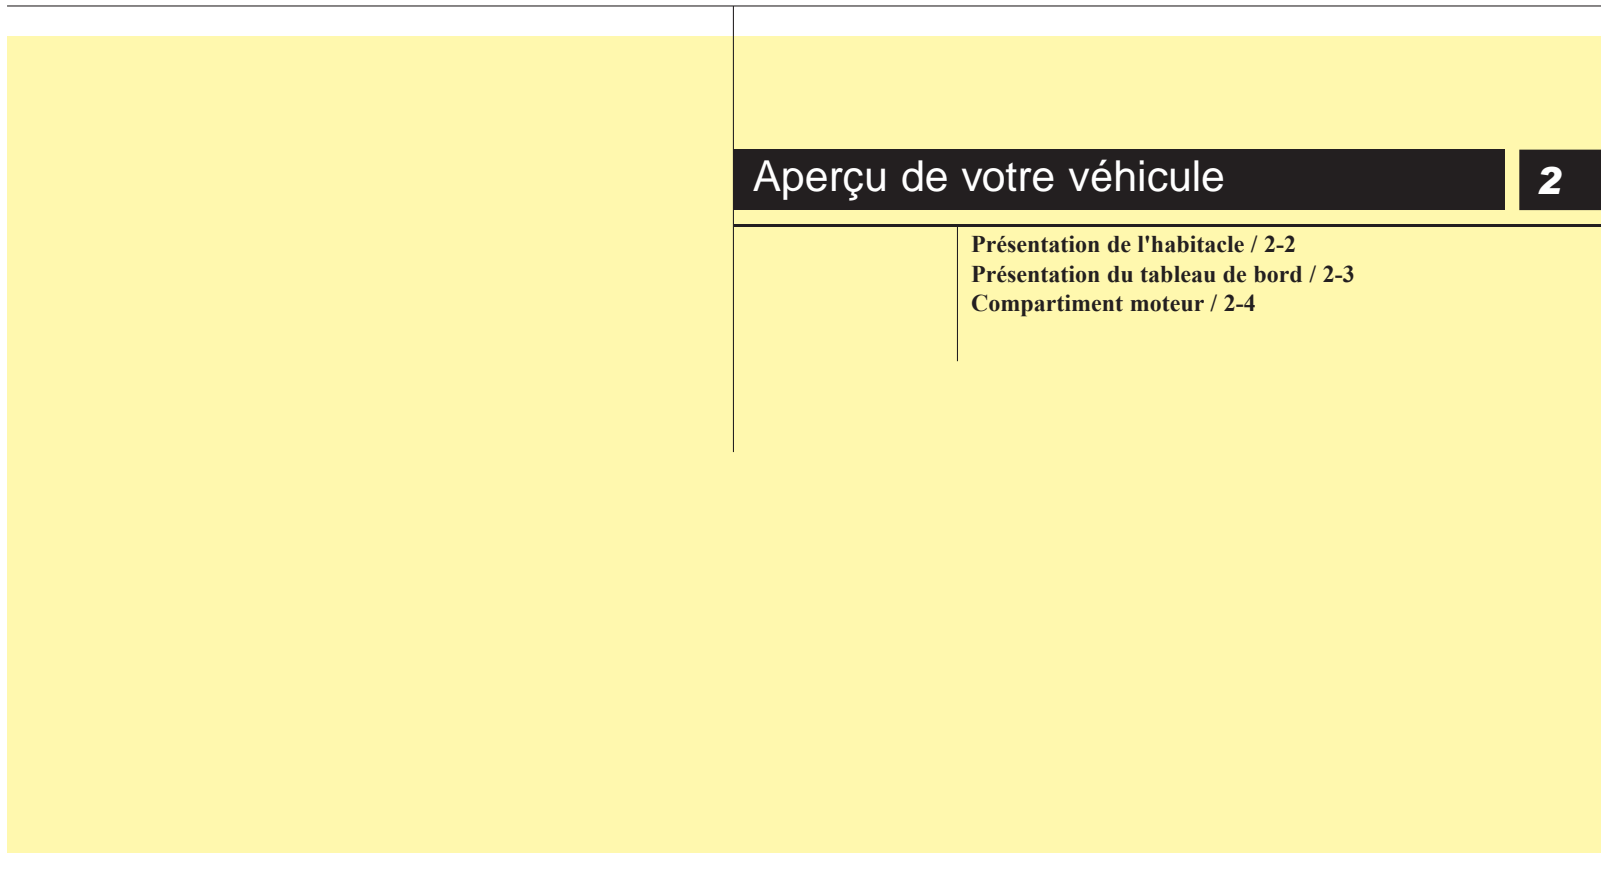 Aperçu de votre véhicule 2
Présentation de l'habitacle / 2-2
Présentation du tableau de bord / 2-3
Compartiment moteur / 2-4